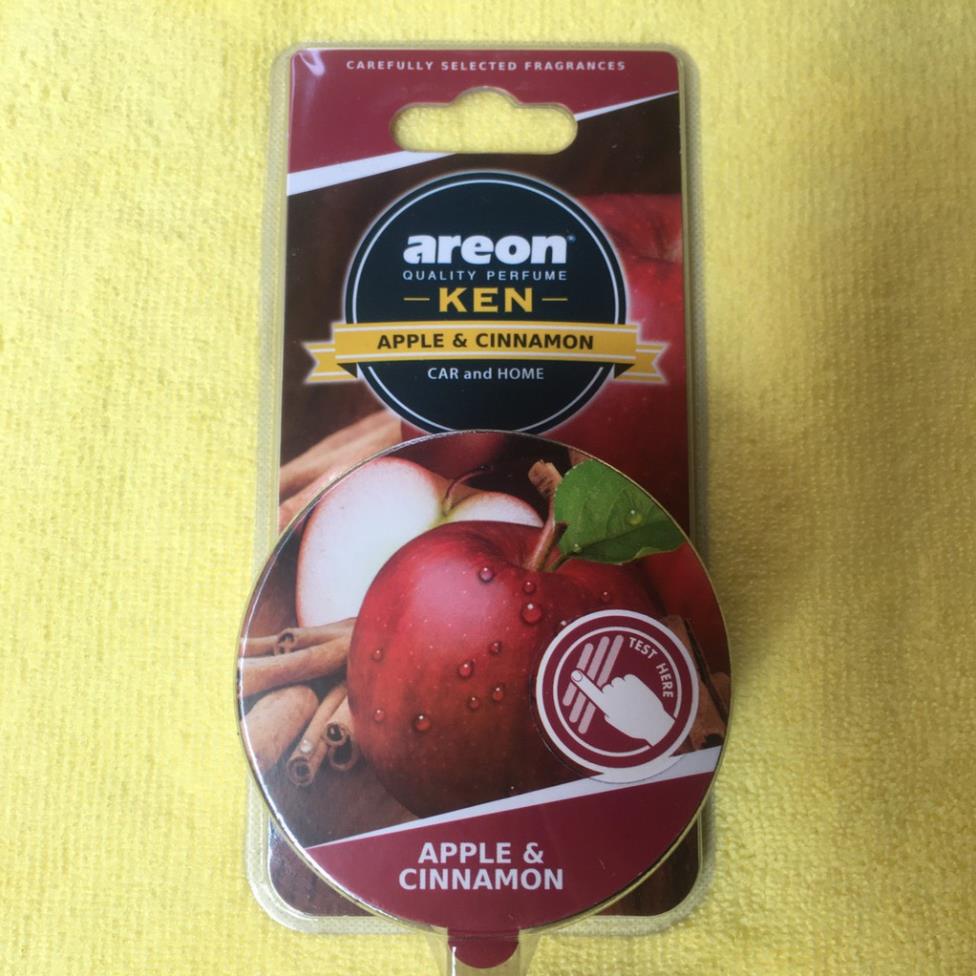 CAREFULLY SELECTED FRAGRANCES
areon®
QUALITY PERFUME
KEN
APPLE & CINNAMON
CAR and HOME
TEST HERE
APPLE &
CINNAMON